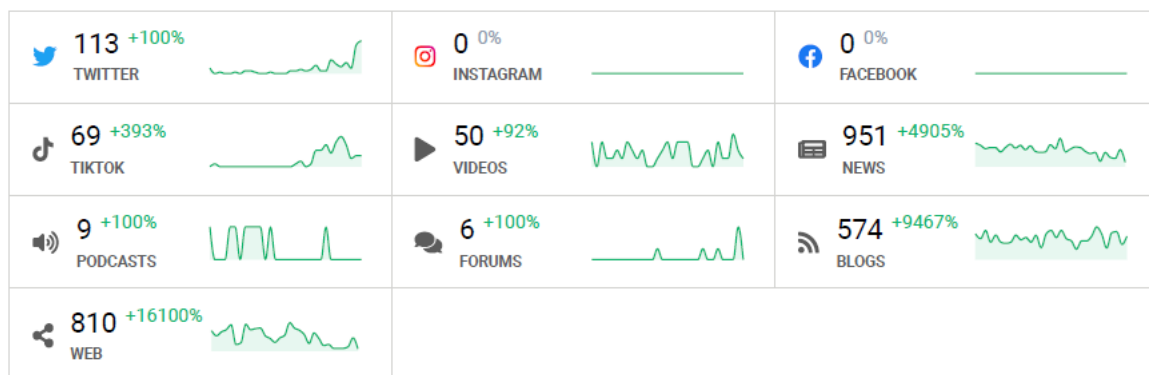 113 +100%
TWITTER
0 0%
INSTAGRAM
0 0%
FACEBOOK
69 +393%
TIKTOK
50 +92%
VIDEOS
951 +4905%
NEWS
9 +100%
PODCASTS
6 +100%
FORUMS
574 +9467%
BLOGS
810 +16100%
WEB